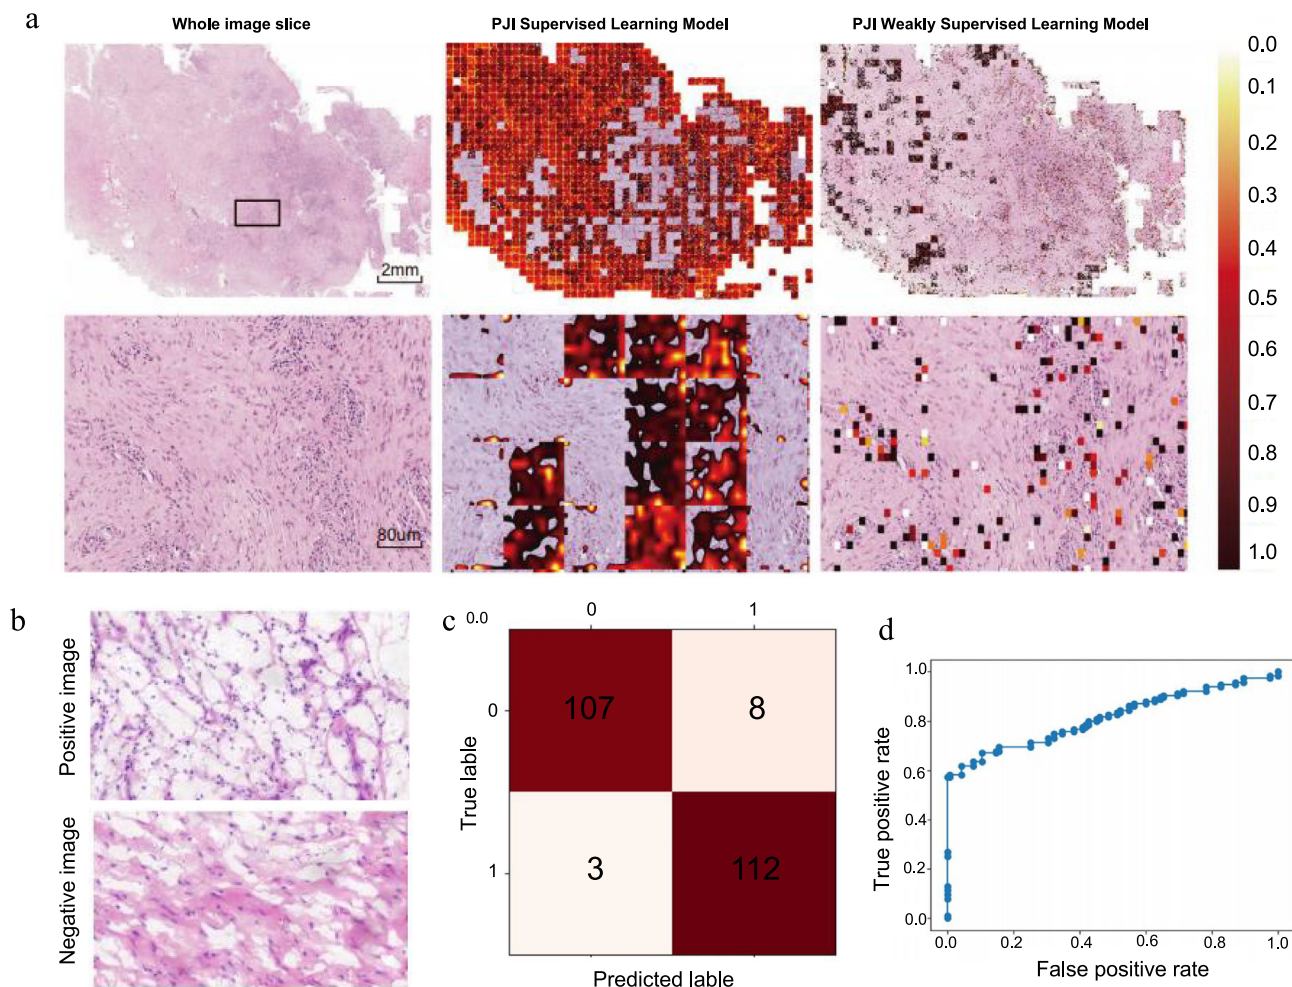 a
Whole image slice
PJI Supervised Learning Model
PJI Weakly Supervised Learning Model
2mm
80um
0.0
0.1
0.2
0.3
0.4
0.5
0.6
0.7
0.8
0.9
1.0
b
Positive image
Negative image
c
0.0
0
1
0
1
107
8
3
112
True lable
Predicted lable
d
1.0
0.8
0.6
0.4
0.2
0.0
0.0
0.2
0.4
0.6
0.8
1.0
True positive rate
False positive rate